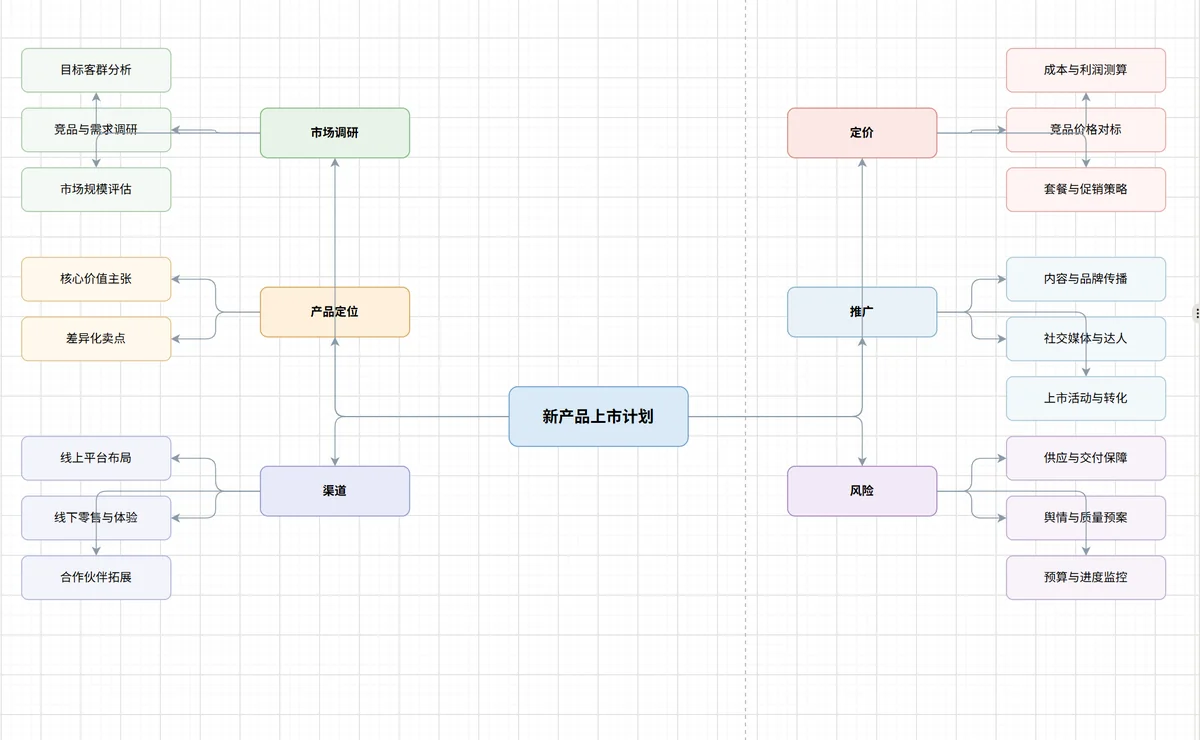 新产品上市计划
市场调研
目标客群分析
竞品与需求调研
市场规模评估
产品定位
核心价值主张
差异化卖点
渠道
线上平台布局
线下零售与体验
合作伙伴拓展
定价
成本与利润测算
竞品价格对标
套餐与促销策略
推广
内容与品牌传播
社交媒体与达人
上市活动与转化
风险
供应与交付保障
舆情与质量预案
预算与进度监控